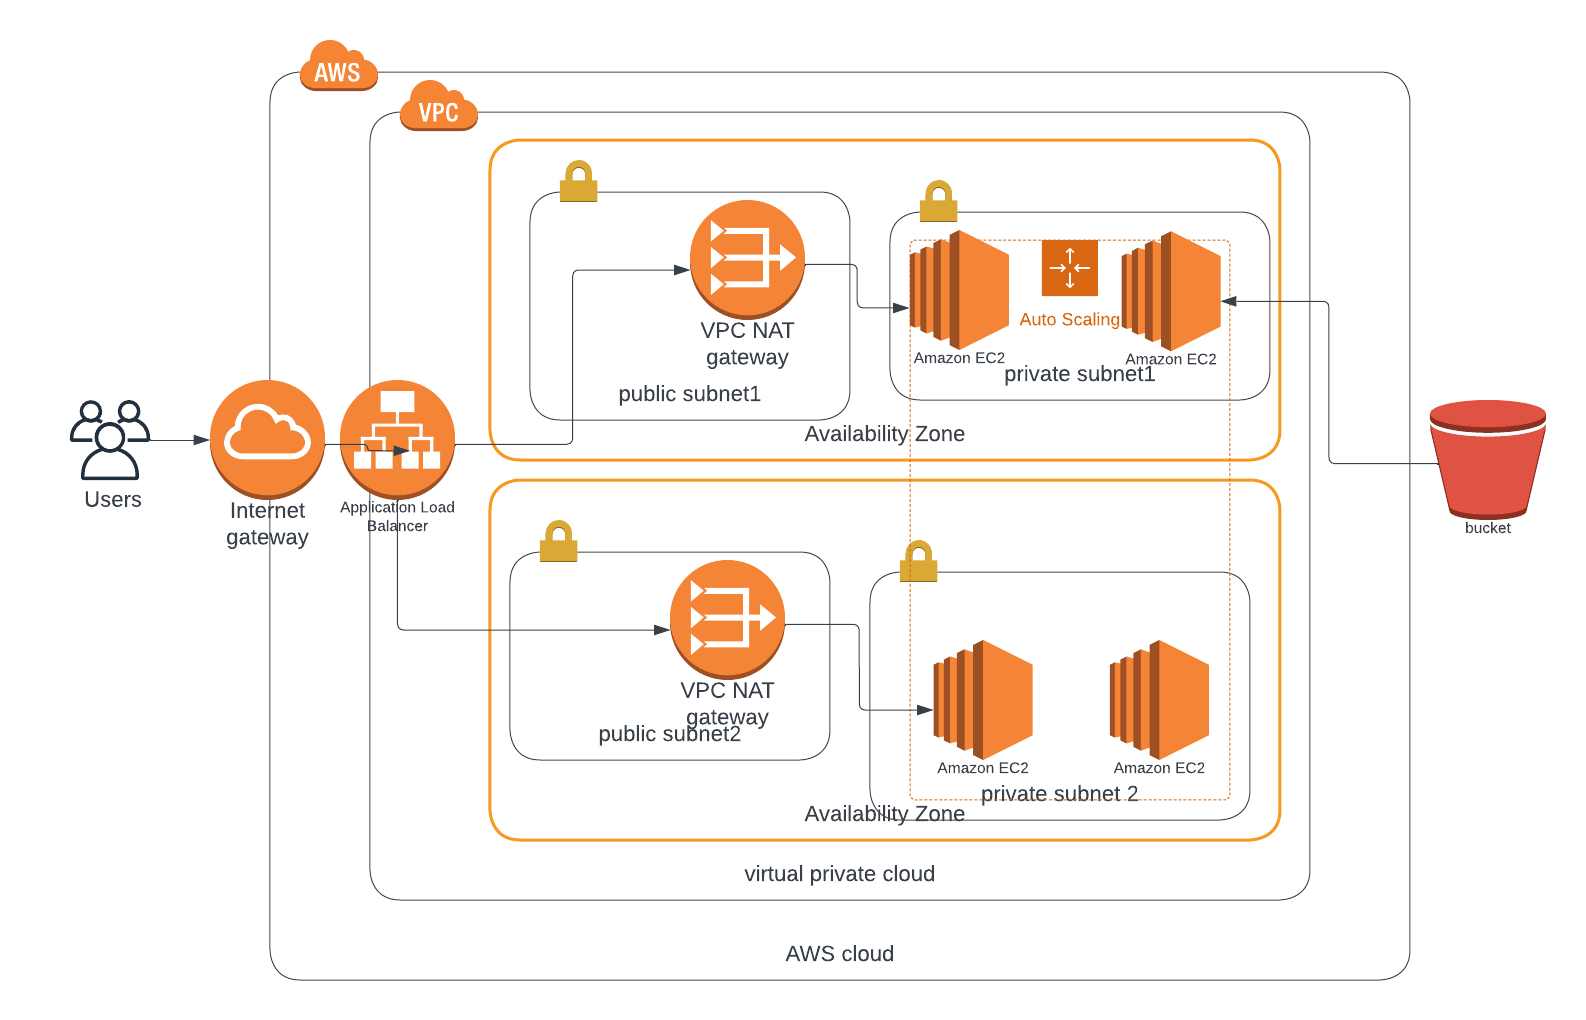 AWS
VPC
VPC NAT
gateway
public subnet1
Auto Scaling
Amazon EC2
Amazon EC2
private subnet1
Availability Zone
Users
Internet
gateway
Application Load
Balancer
bucket
VPC NAT
gateway
public subnet2
Amazon EC2
Amazon EC2
private subnet 2
Availability Zone
virtual private cloud
AWS cloud